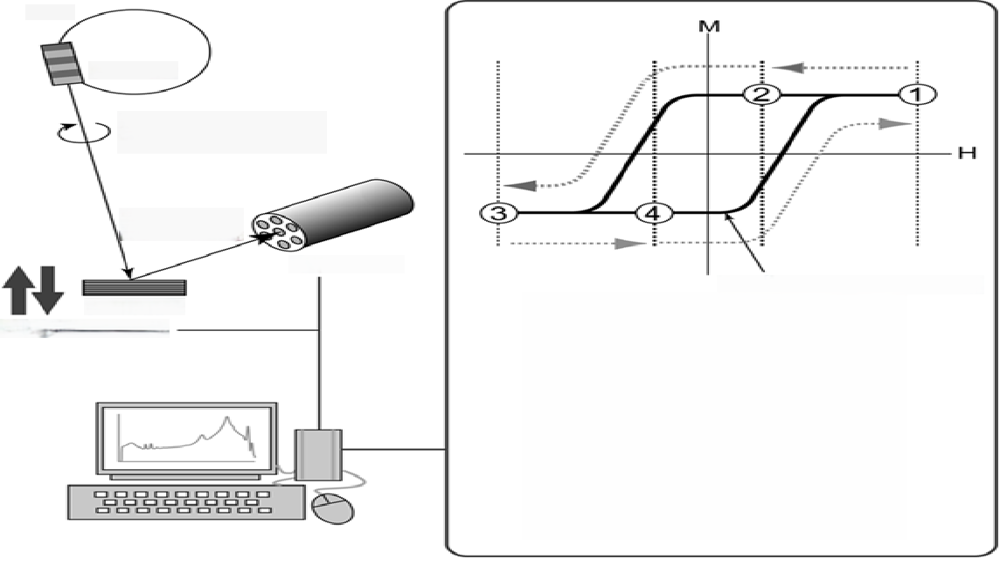 M
② ①
H
③ ④